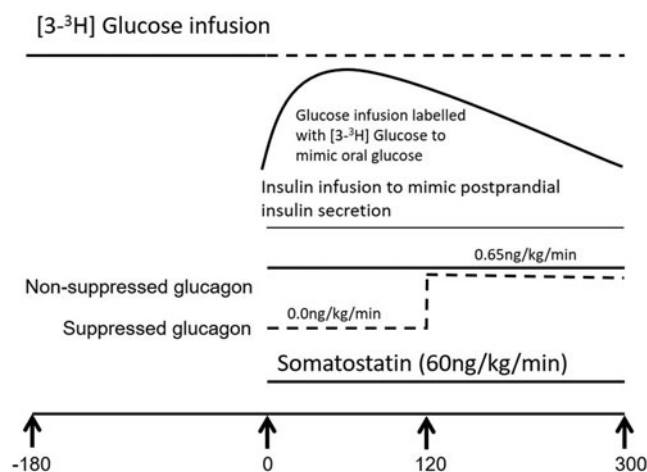 [3-³H] Glucose infusion
Glucose infusion labelled
with [3-³H] Glucose to
mimic oral glucose
Insulin infusion to mimic postprandial
insulin secretion
0.65ng/kg/min
Non-suppressed glucagon
0.0ng/kg/min
Suppressed glucagon
Somatostatin (60ng/kg/min)
-180 0 120 300